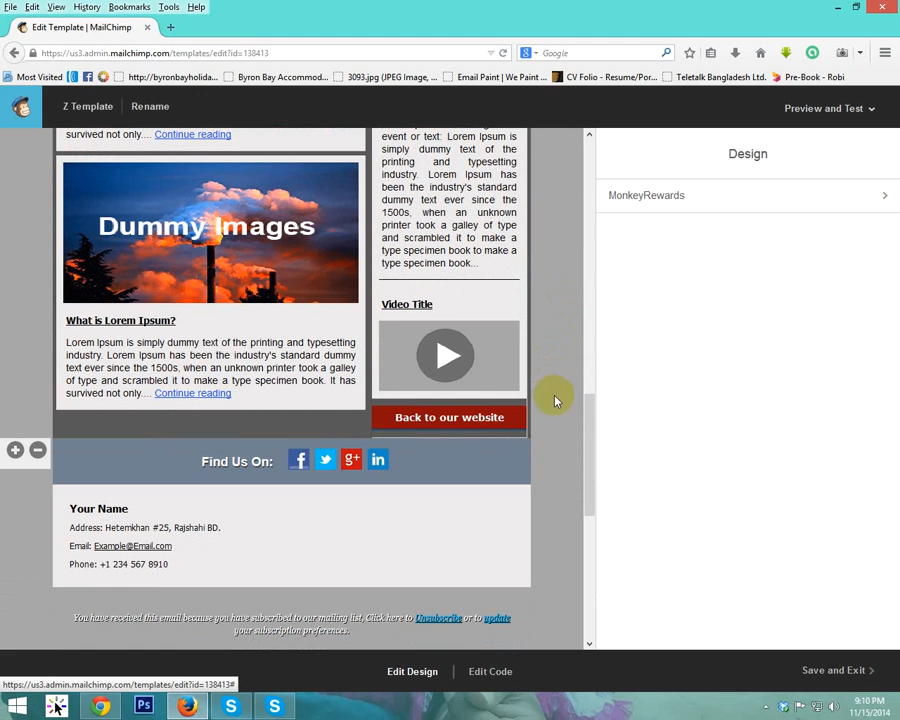 File Edit View History Bookmarks Tools Help
Edit Template | MailChimp
https://us3.admin.mailchimp.com/templates/edit?id=138413
Google
Most Visited
http://byronbayholida...
Byron Bay Accommod...
3093.jpg (JPEG Image, ...
Email Paint | We Paint ...
CV Folio - Resume/Por...
Teletalk Bangladesh Ltd.
Pre-Book - Robi
Z Template
Rename
Preview and Test
survived not only.... Continue reading
Dummy Images
What is Lorem Ipsum?
Lorem Ipsum is simply dummy text of the printing and typesetting
industry. Lorem Ipsum has been the industry's standard dummy
text ever since the 1500s, when an unknown printer took a galley
of type and scrambled it to make a type specimen book. It has
survived not only.... Continue reading
event or text: Lorem Ipsum is
simply dummy text of the
printing and typesetting
industry. Lorem Ipsum has
been the industry's standard
dummy text ever since the
1500s, when an unknown
printer took a galley of type
and scrambled it to make a
type specimen book to make a
type specimen book...
Video Title
Back to our website
Find Us On:
f
g+
in
Your Name
Address: Hetemkhan #25, Rajshahi BD.
Email: Example@Email.com
Phone: +1 234 567 8910
You have received this email because you have subscribed to our mailing list, Click here to Unsubscribe or to update
your subscription preferences.
Design
MonkeyRewards
Edit Design
Edit Code
Save and Exit
https://us3.admin.mailchimp.com/templates/edit?id=138413#
Ps
S
S
9:10 PM
11/15/2014